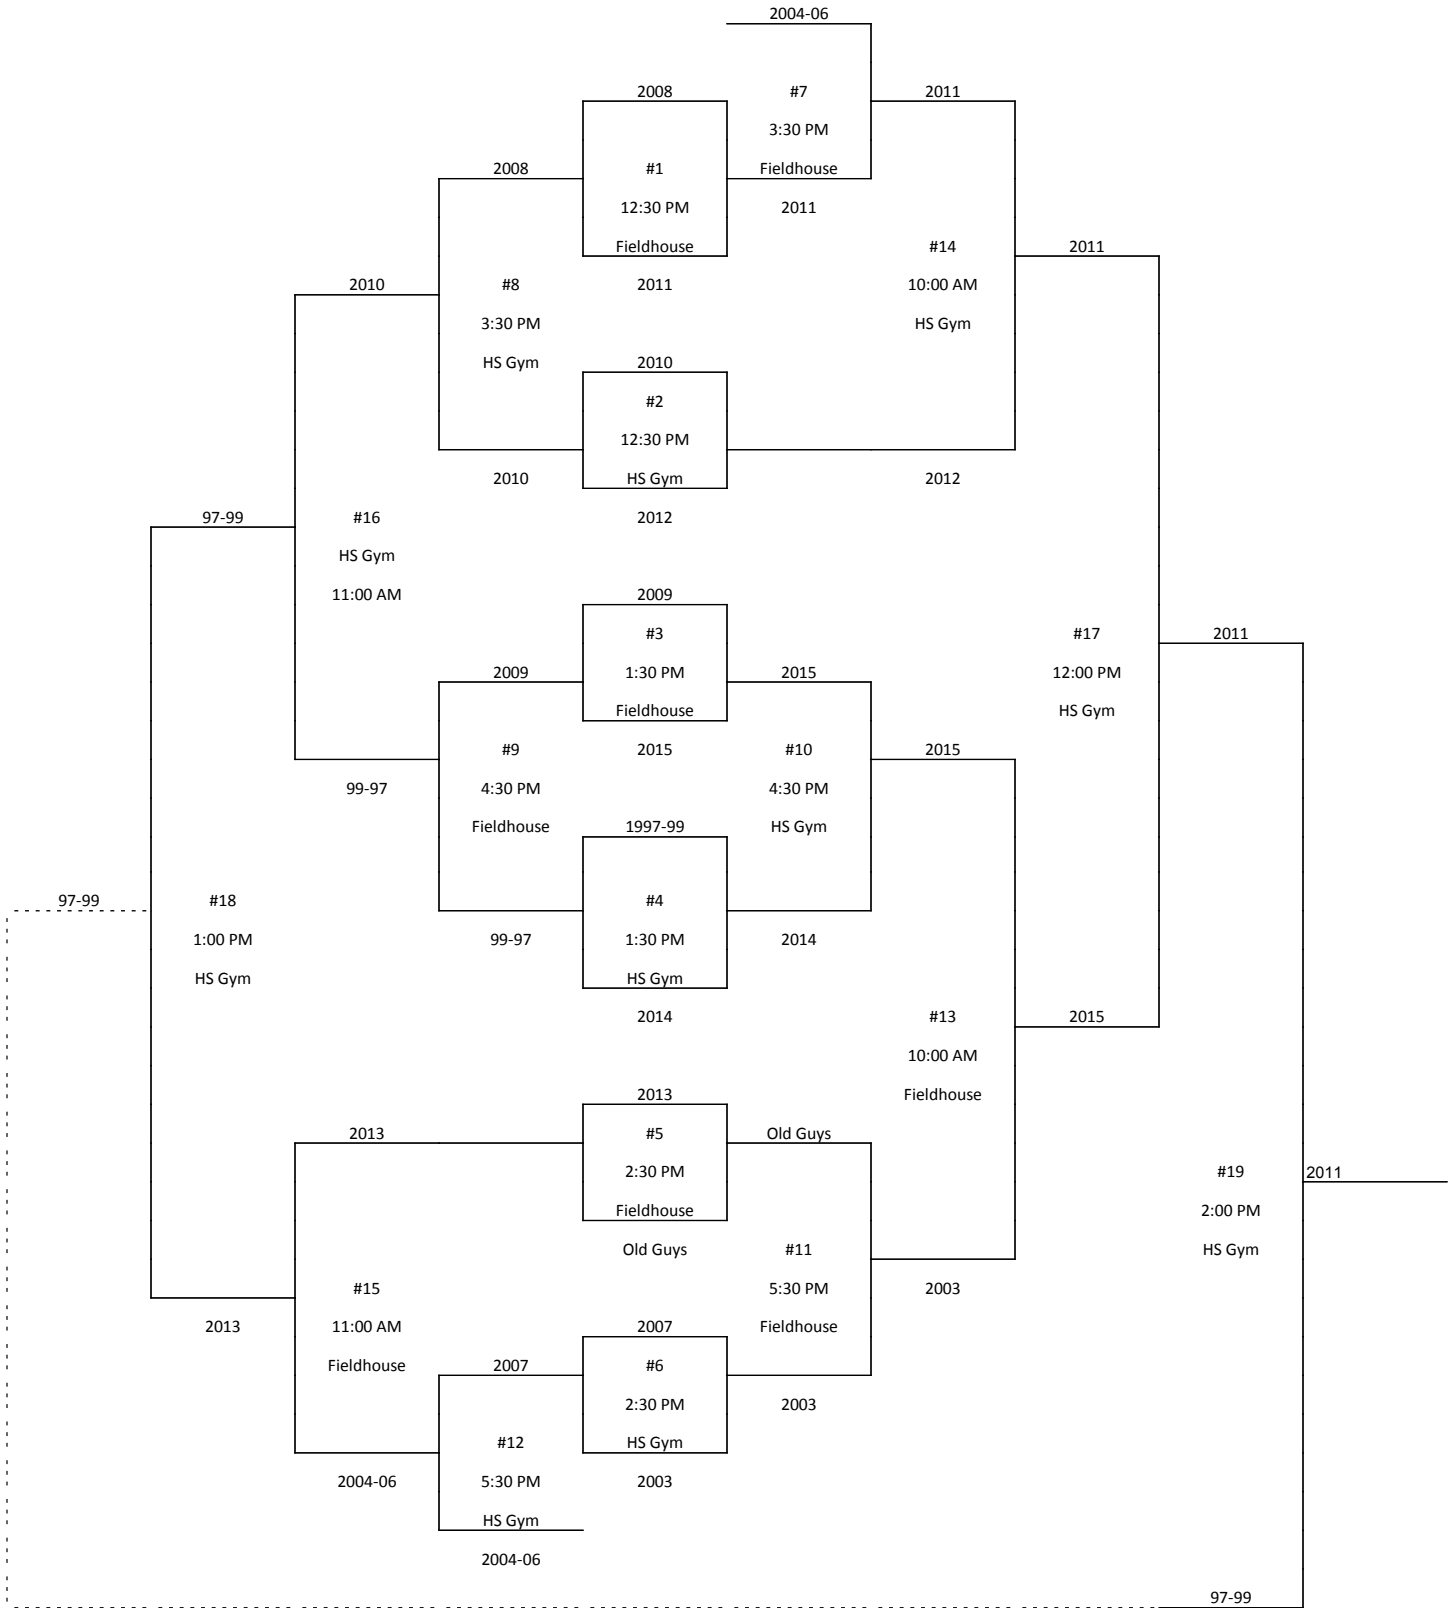 2004-06
2008
#7
2011
3:30 PM
2008
#1
Fieldhouse
12:30 PM
2011
Fieldhouse
#14
2011
2010
#8
2011
10:00 AM
3:30 PM
HS Gym
HS Gym
2010
#2
12:30 PM
2010
HS Gym
2012
97-99
#16
2012
HS Gym
11:00 AM
2009
#3
#17
2011
2009
1:30 PM
2015
12:00 PM
Fieldhouse
HS Gym
#9
2015
#10
2015
99-97
4:30 PM
4:30 PM
Fieldhouse
1997-99
HS Gym
97-99
#18
#4
1:00 PM
99-97
1:30 PM
2014
HS Gym
HS Gym
2014
#13
2015
10:00 AM
2013
Fieldhouse
2013
#5
Old Guys
2:30 PM
#19
2011
Fieldhouse
2:00 PM
Old Guys
#11
HS Gym
#15
5:30 PM
2003
2013
11:00 AM
2007
Fieldhouse
Fieldhouse
2007
#6
2:30 PM
2003
#12
HS Gym
2004-06
5:30 PM
2003
HS Gym
2004-06
97-99